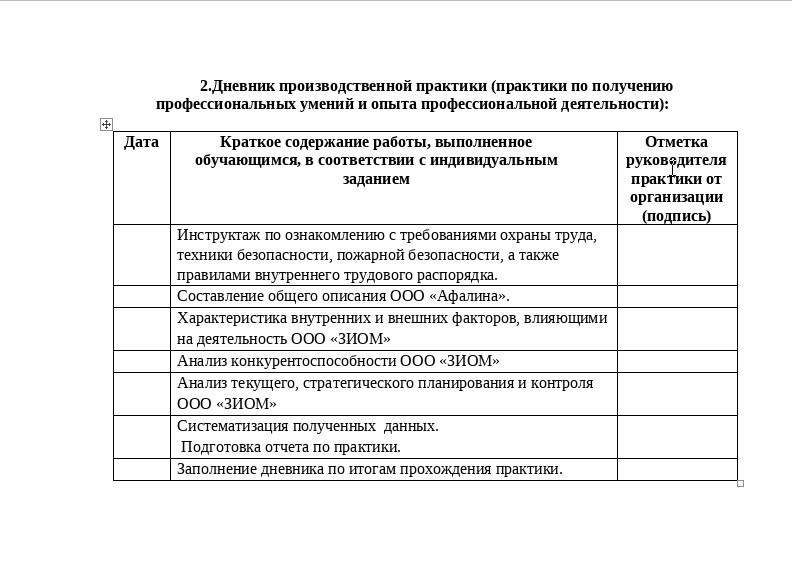 2.Дневник производственной практики (практики по получению
профессиональных умений и опыта профессиональной деятельности):
Дата
Краткое содержание работы, выполненное
обучающимся, в соответствии с индивидуальным
заданием
Отметка
руководителя
практики от
организации
(подпись)
Инструктаж по ознакомлению с требованиями охраны труда,
техники безопасности, пожарной безопасности, а также
правилами внутреннего трудового распорядка.
Составление общего описания ООО «Афалина».
Характеристика внутренних и внешних факторов, влияющими
на деятельность ООО «ЗИОМ»
Анализ конкурентоспособности ООО «ЗИОМ»
Анализ текущего, стратегического планирования и контроля
ООО «ЗИОМ»
Систематизация полученных  данных.
Подготовка отчета по практики.
Заполнение дневника по итогам прохождения практики.